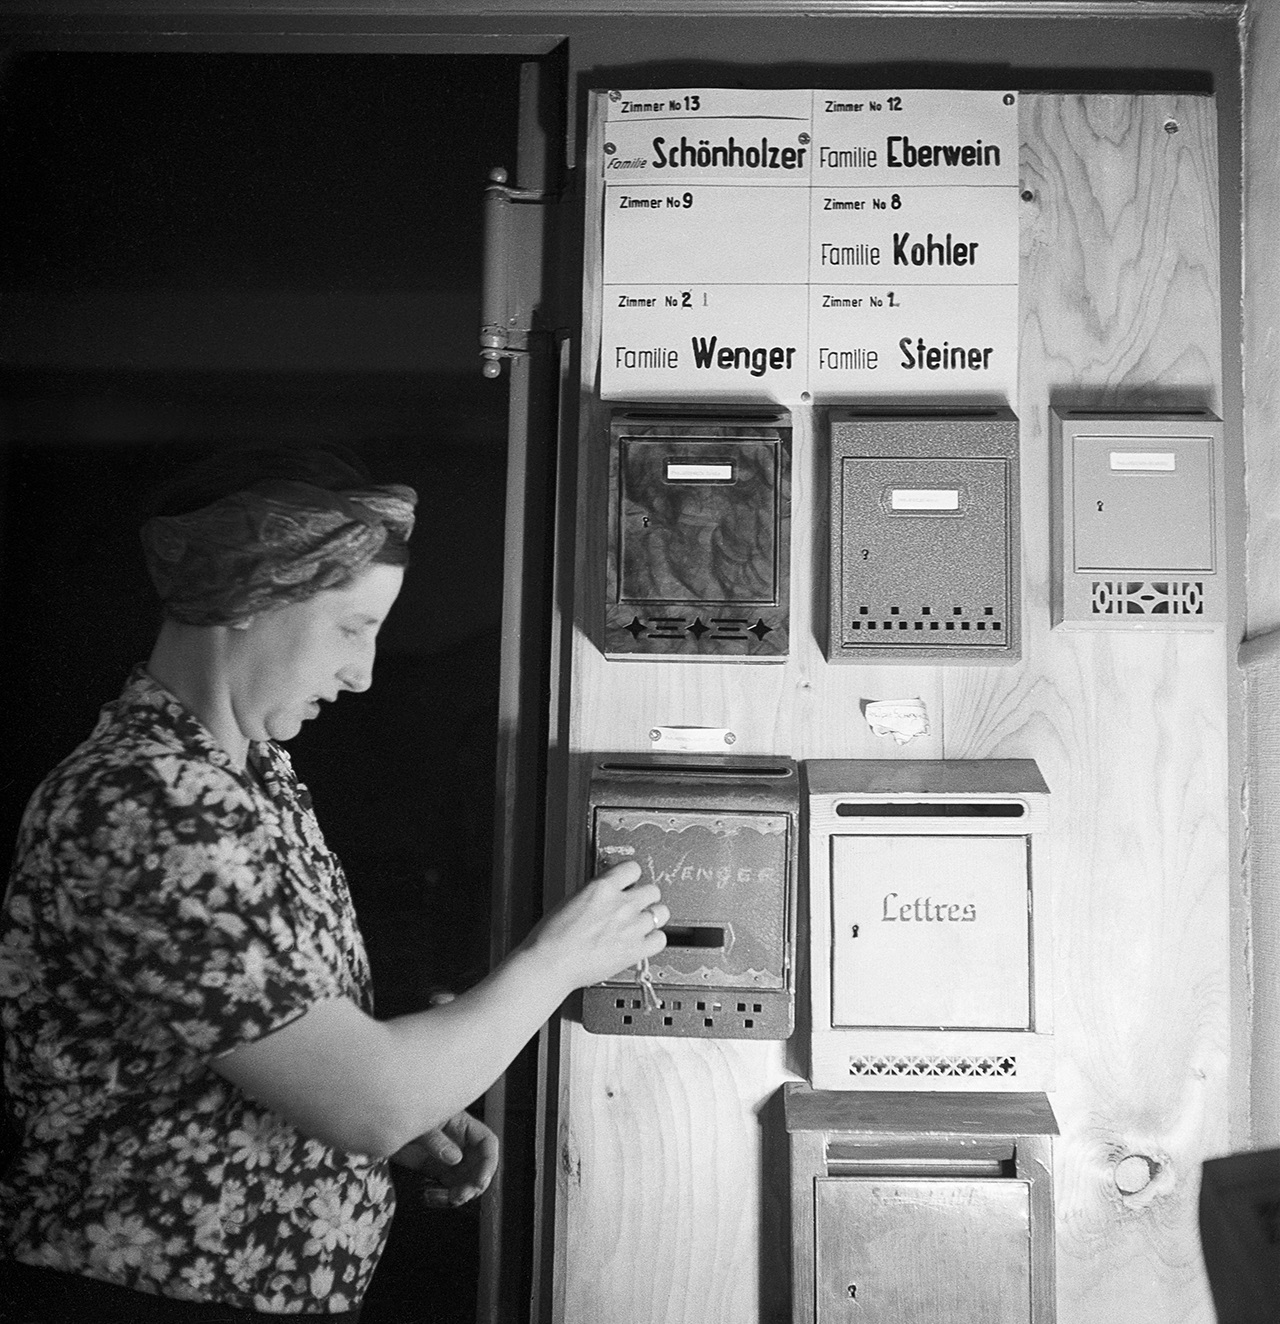 Zimmer No 13
Familie Schönholzer
Zimmer No 12
Familie Eberwein
Zimmer No 9
Zimmer No 8
Familie Kohler
Zimmer No 2 1
Familie Wenger
Zimmer No 1
Familie Steiner
WENGER
Lettres